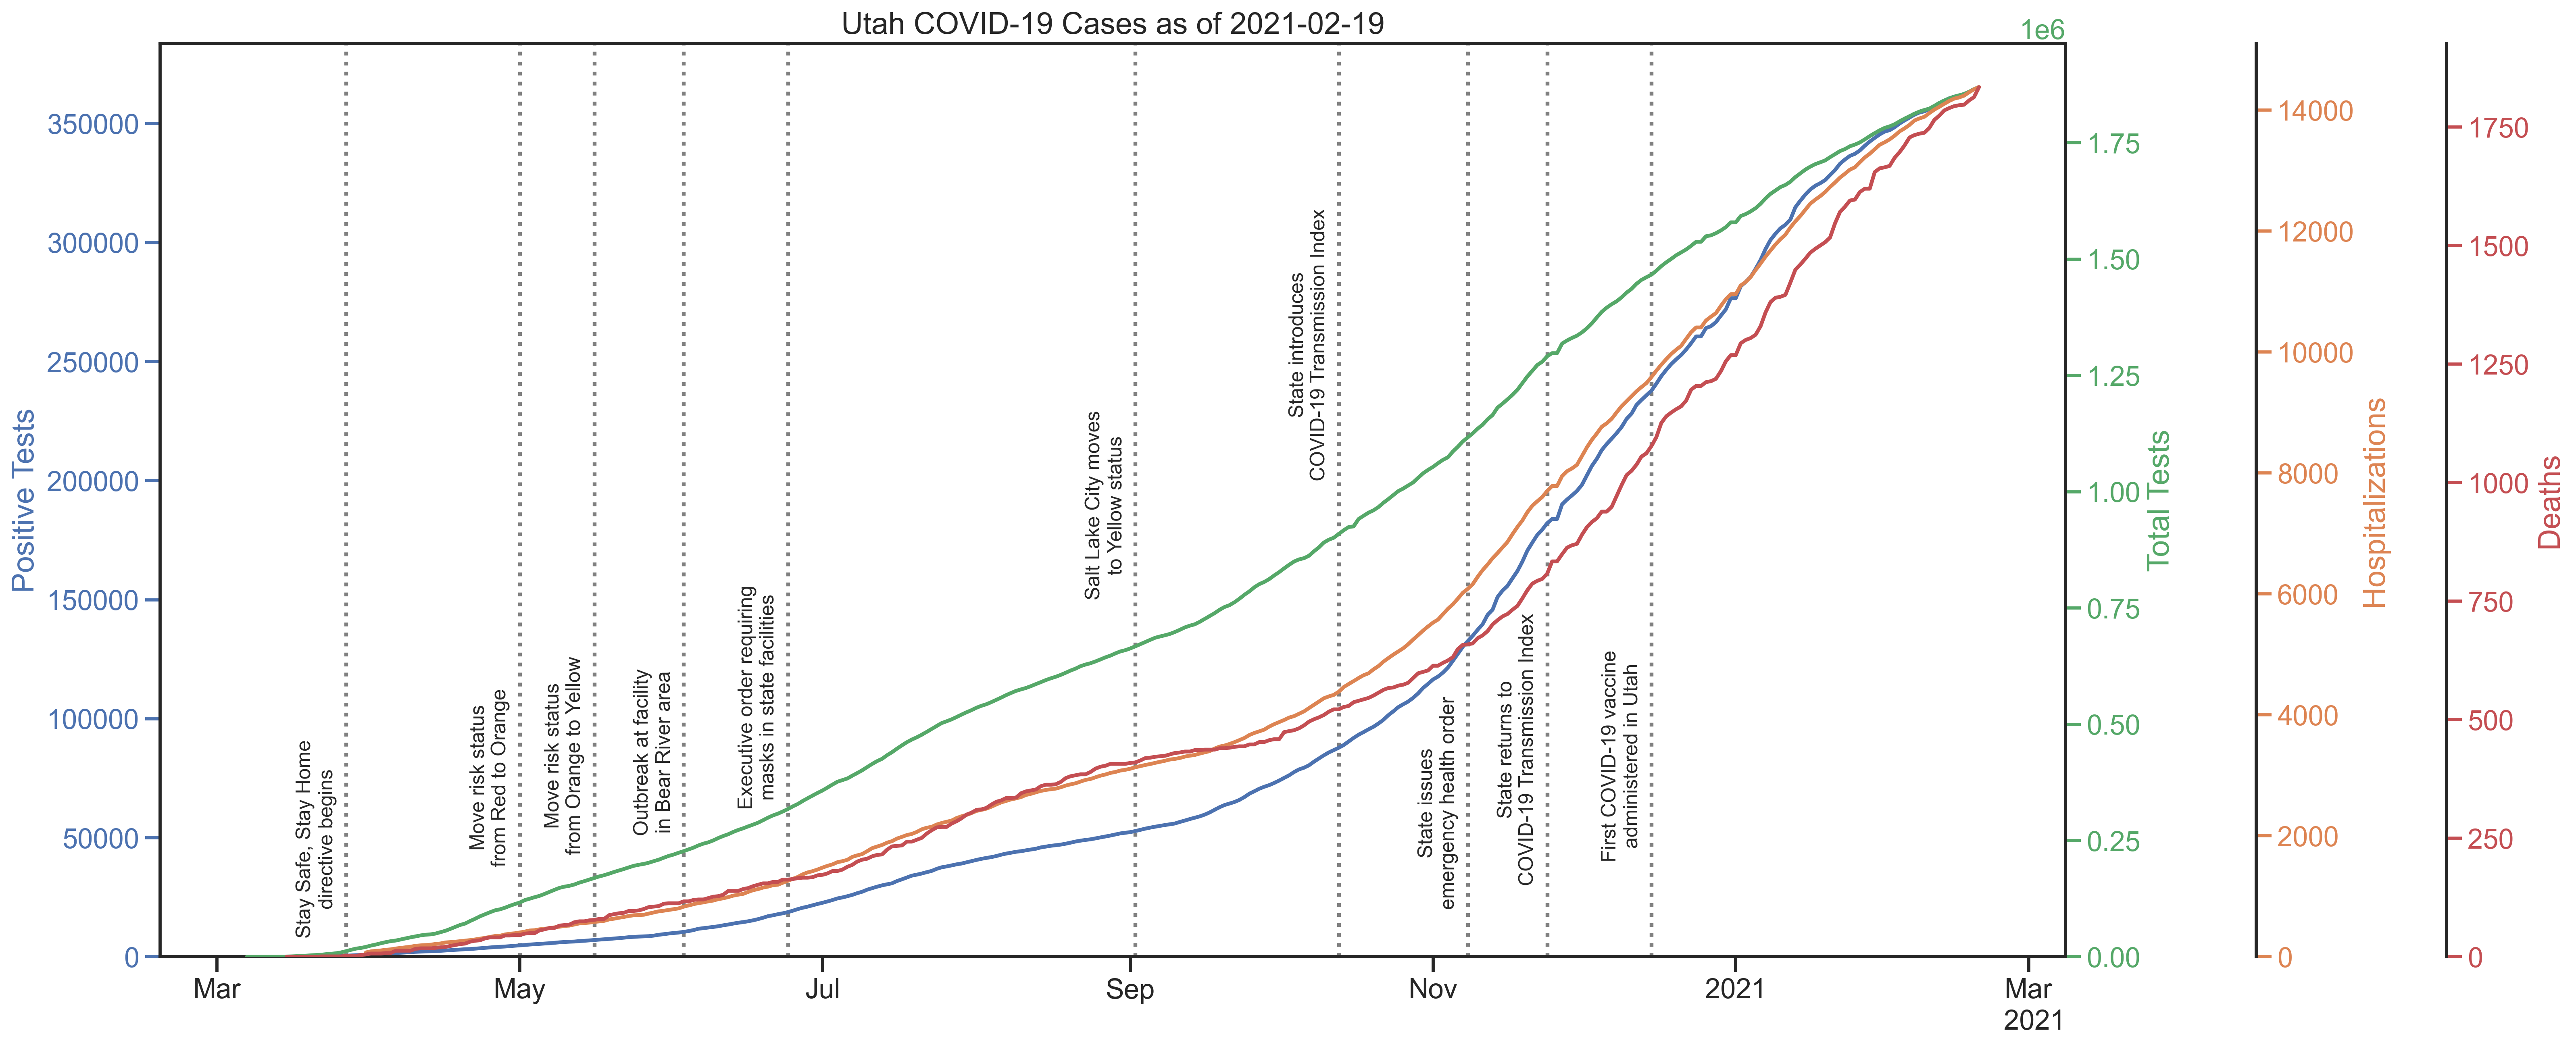 Utah COVID-19 Cases as of 2021-02-19
1e6
Positive Tests
350000
300000
250000
200000
150000
100000
50000
0
Stay Safe, Stay Home
directive begins
Move risk status
from Red to Orange
Move risk status
from Orange to Yellow
Outbreak at facility
in Bear River area
Executive order requiring
masks in state facilities
Salt Lake City moves
to Yellow status
State introduces
COVID-19 Transmission Index
State issues
emergency health order
State returns to
COVID-19 Transmission Index
First COVID-19 vaccine
administered in Utah
1.75
1.50
1.25
1.00
0.75
0.50
0.25
0.00
Total Tests
14000
12000
10000
8000
6000
4000
2000
0
Hospitalizations
1750
1500
1250
1000
750
500
250
0
Deaths
Mar
May
Jul
Sep
Nov
2021
Mar
2021